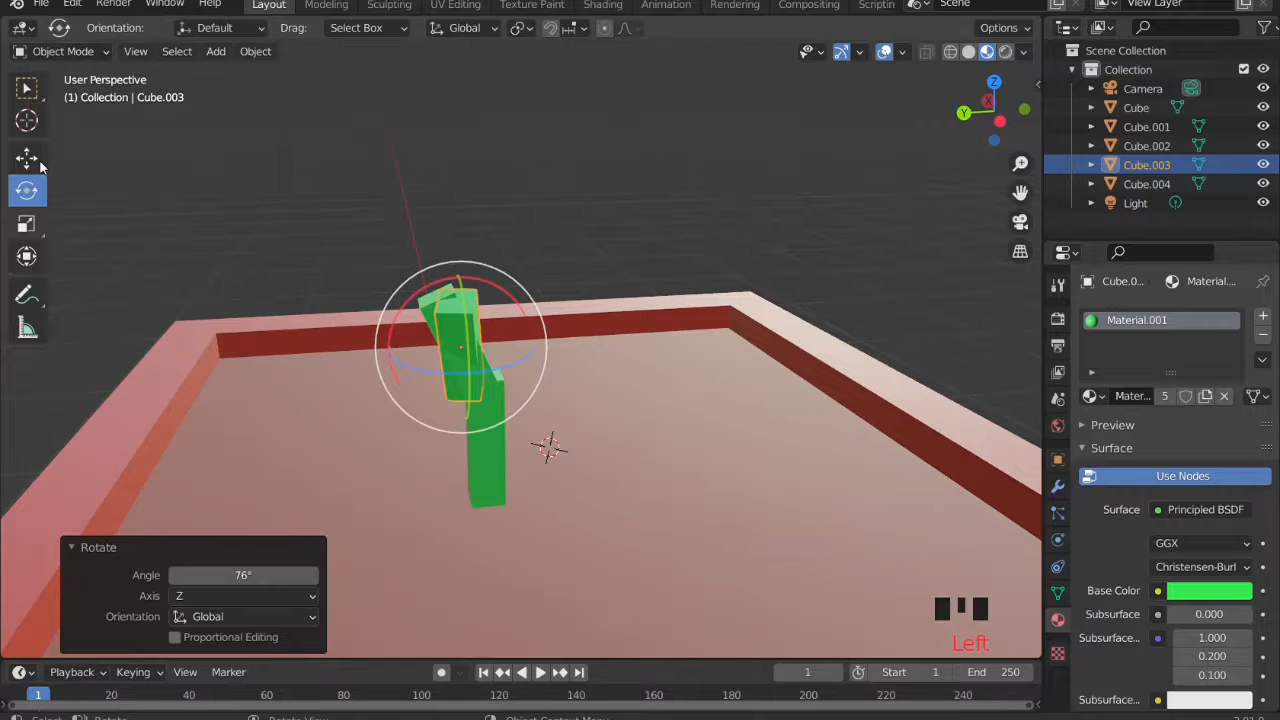 File Edit Render Window Help Layout Modeling Sculpting UV Editing Texture Paint Shading Animation Rendering Compositing Scriptin Scene View Layer
Orientation: Default Drag: Select Box Global Options
Object Mode View Select Add Object
User Perspective
(1) Collection | Cube.003
Z
X
Y
Scene Collection
Collection
Camera
Cube
Cube.001
Cube.002
Cube.003
Cube.004
Light
Cube.0... Material....
Material.001
Mater... 5
Preview
Surface
Use Nodes
Surface Principled BSDF
GGX
Christensen-Burl
Base Color
Subsurface 0.000
Subsurface... 1.000
0.200
0.100
Subsurface...
Rotate
Angle 76°
Axis Z
Orientation Global
Proportional Editing
Left
Playback Keying View Marker 1 Start 1 End 250
1 20 40 60 80 100 120 140 160 180 200 220 240